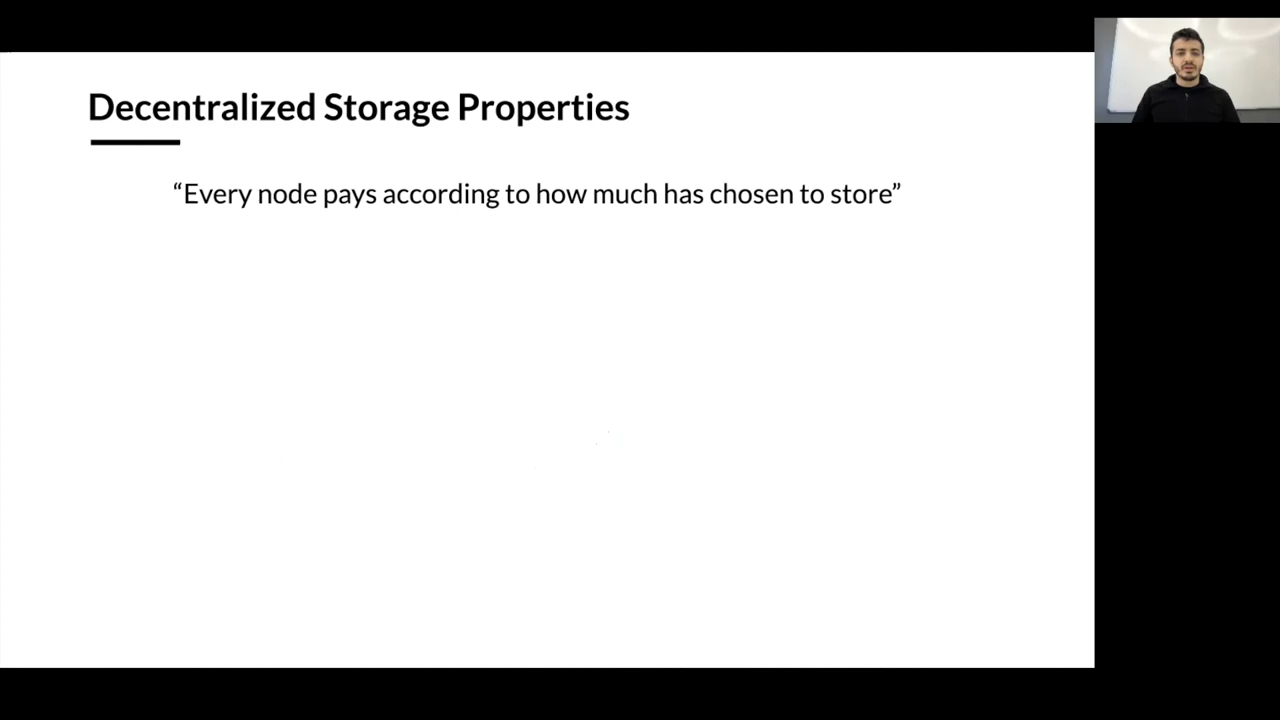 Decentralized Storage Properties
“Every node pays according to how much has chosen to store”